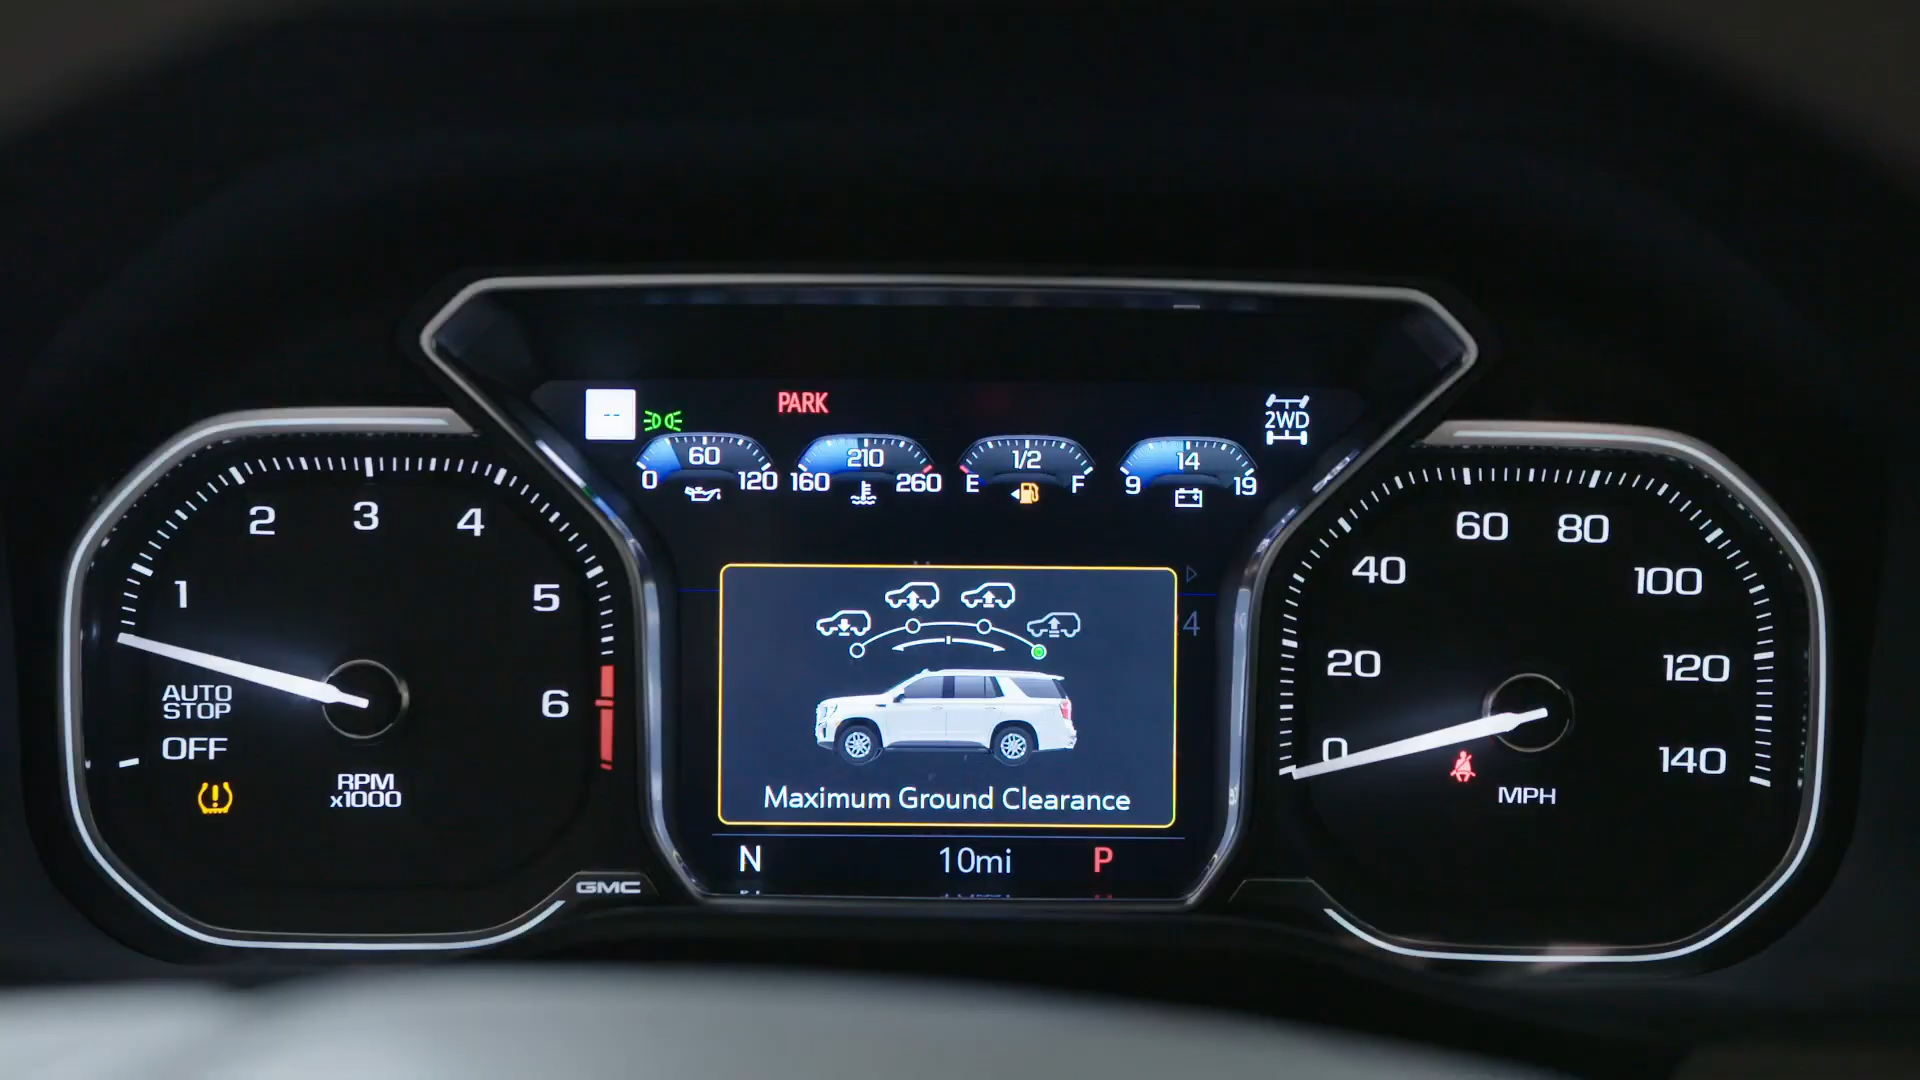 --
PARK
2WD
0 60 120
160 210 260
E 1/2 F
9 14 19
1 2 3 4 5 6
AUTO
STOP
OFF
RPM
x1000
GMC
4
Maximum Ground Clearance
N 10mi P
0 20 40 60 80 100 120 140
MPH